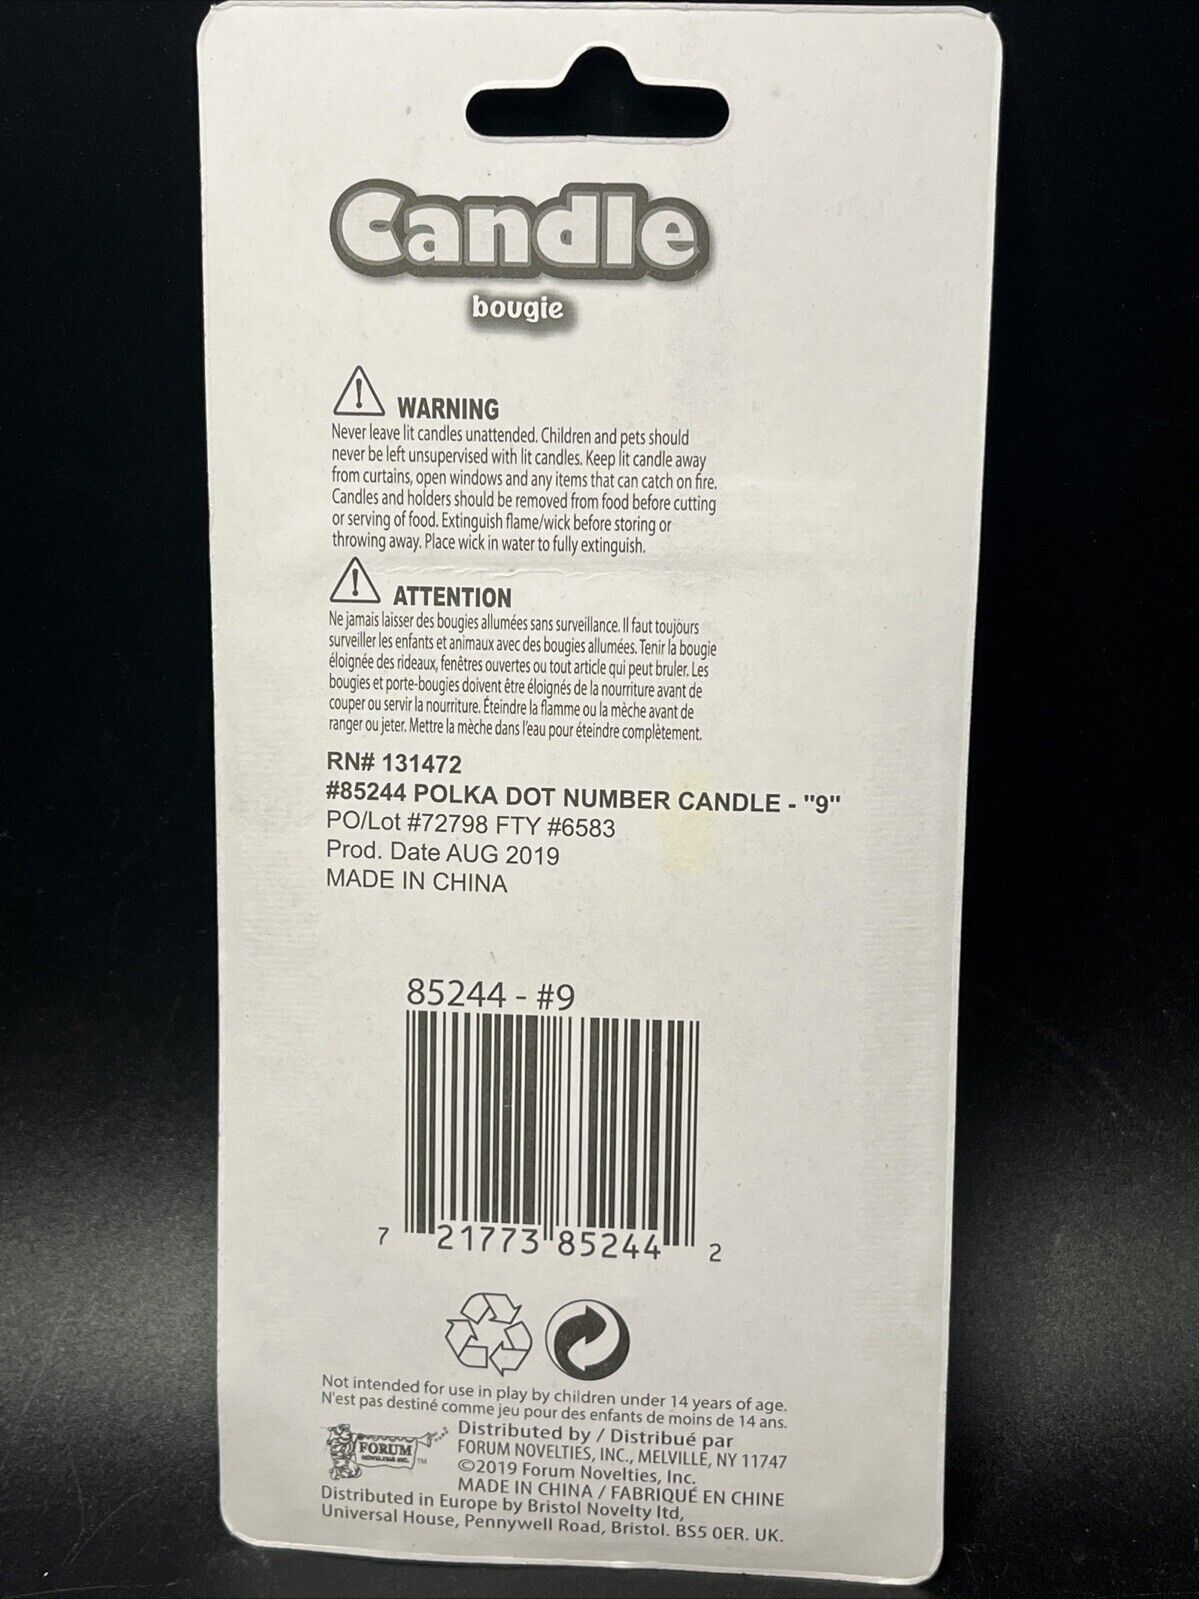 Candle
bougie
WARNING
Never leave lit candles unattended. Children and pets should
never be left unsupervised with lit candles. Keep lit candle away
from curtains, open windows and any items that can catch on fire.
Candles and holders should be removed from food before cutting
or serving of food. Extinguish flame/wick before storing or
throwing away. Place wick in water to fully extinguish.
ATTENTION
Ne jamais laisser des bougies allumées sans surveillance. Il faut toujours
surveiller les enfants et animaux avec des bougies allumées. Tenir la bougie
éloignée des rideaux, fenêtres ouvertes ou tout article qui peut bruler. Les
bougies et porte-bougies doivent être éloignés de la nourriture avant de
couper ou servir la nourriture. Éteindre la flamme ou la mèche avant de
ranger ou jeter. Mettre la mèche dans l'eau pour éteindre complètement.
RN# 131472
#85244 POLKA DOT NUMBER CANDLE - "9"
PO/Lot #72798 FTY #6583
Prod. Date AUG 2019
MADE IN CHINA
85244 - #9
7 21773 85244 2
Not intended for use in play by children under 14 years of age.
N'est pas destiné comme jeu pour des enfants de moins de 14 ans.
FORUM
NOVELTIES INC.
TM
Distributed by / Distribué par
FORUM NOVELTIES, INC., MELVILLE, NY 11747
©2019 Forum Novelties, Inc.
MADE IN CHINA / FABRIQUÉ EN CHINE
Distributed in Europe by Bristol Novelty ltd,
Universal House, Pennywell Road, Bristol. BS5 0ER. UK.